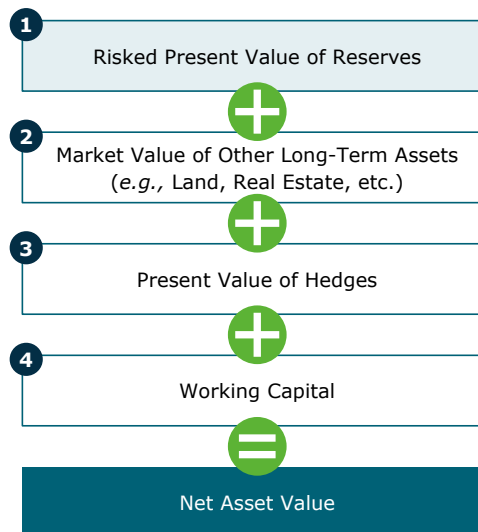 1
Risked Present Value of Reserves
+
2
Market Value of Other Long-Term Assets
(e.g., Land, Real Estate, etc.)
+
3
Present Value of Hedges
+
4
Working Capital
=
Net Asset Value